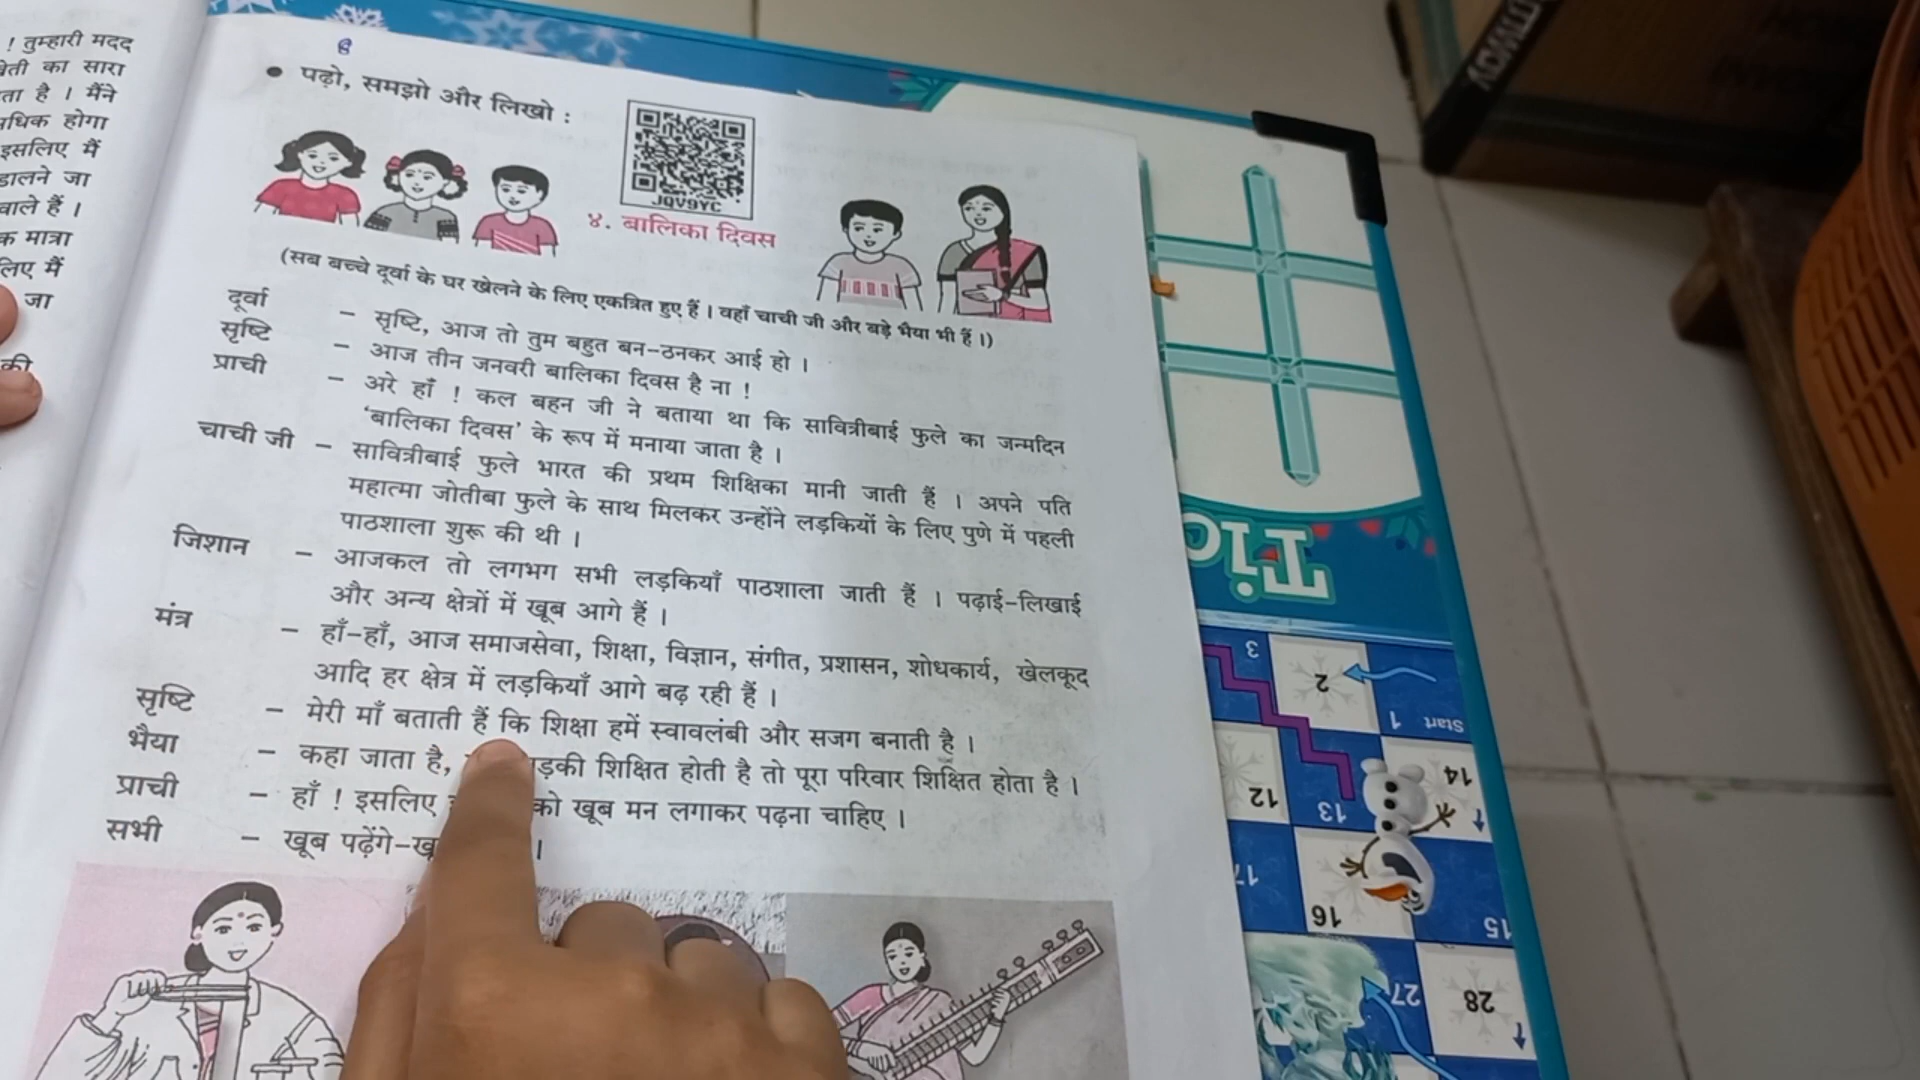 ! तुम्हारी मदद
खेती का सारा
ता है । मैंने
अधिक होगा
इसलिए मैं
डालने जा
वाले हैं ।
क मात्रा
लिए मैं
जा
की
• पढ़ो, समझो और लिखो :
JQV9YC
४. बालिका दिवस
(सब बच्चे दूर्वा के घर खेलने के लिए एकत्रित हुए हैं । वहाँ चाची जी और बड़े भैया भी हैं ।)
दूर्वा – सृष्टि, आज तो तुम बहुत बन-ठनकर आई हो ।
सृष्टि – आज तीन जनवरी बालिका दिवस है ना !
प्राची – अरे हाँ ! कल बहन जी ने बताया था कि सावित्रीबाई फुले का जन्मदिन
‘बालिका दिवस’ के रूप में मनाया जाता है ।
चाची जी – सावित्रीबाई फुले भारत की प्रथम शिक्षिका मानी जाती हैं । अपने पति
महात्मा जोतीबा फुले के साथ मिलकर उन्होंने लड़कियों के लिए पुणे में पहली
पाठशाला शुरू की थी ।
जिशान – आजकल तो लगभग सभी लड़कियाँ पाठशाला जाती हैं । पढ़ाई-लिखाई
और अन्य क्षेत्रों में खूब आगे हैं ।
मंत्र – हाँ-हाँ, आज समाजसेवा, शिक्षा, विज्ञान, संगीत, प्रशासन, शोधकार्य, खेलकूद
आदि हर क्षेत्र में लड़कियाँ आगे बढ़ रही हैं ।
सृष्टि – मेरी माँ बताती हैं कि शिक्षा हमें स्वावलंबी और सजग बनाती है ।
भैया – कहा जाता है, शिक्षित होती है तो पूरा परिवार शिक्षित होता है ।
प्राची – हाँ ! इसलिए को खूब मन लगाकर पढ़ना चाहिए ।
सभी – खूब पढ़ेंगे- ।
Tic
3
2
1
Start
12
13
14
17
16
15
27
28